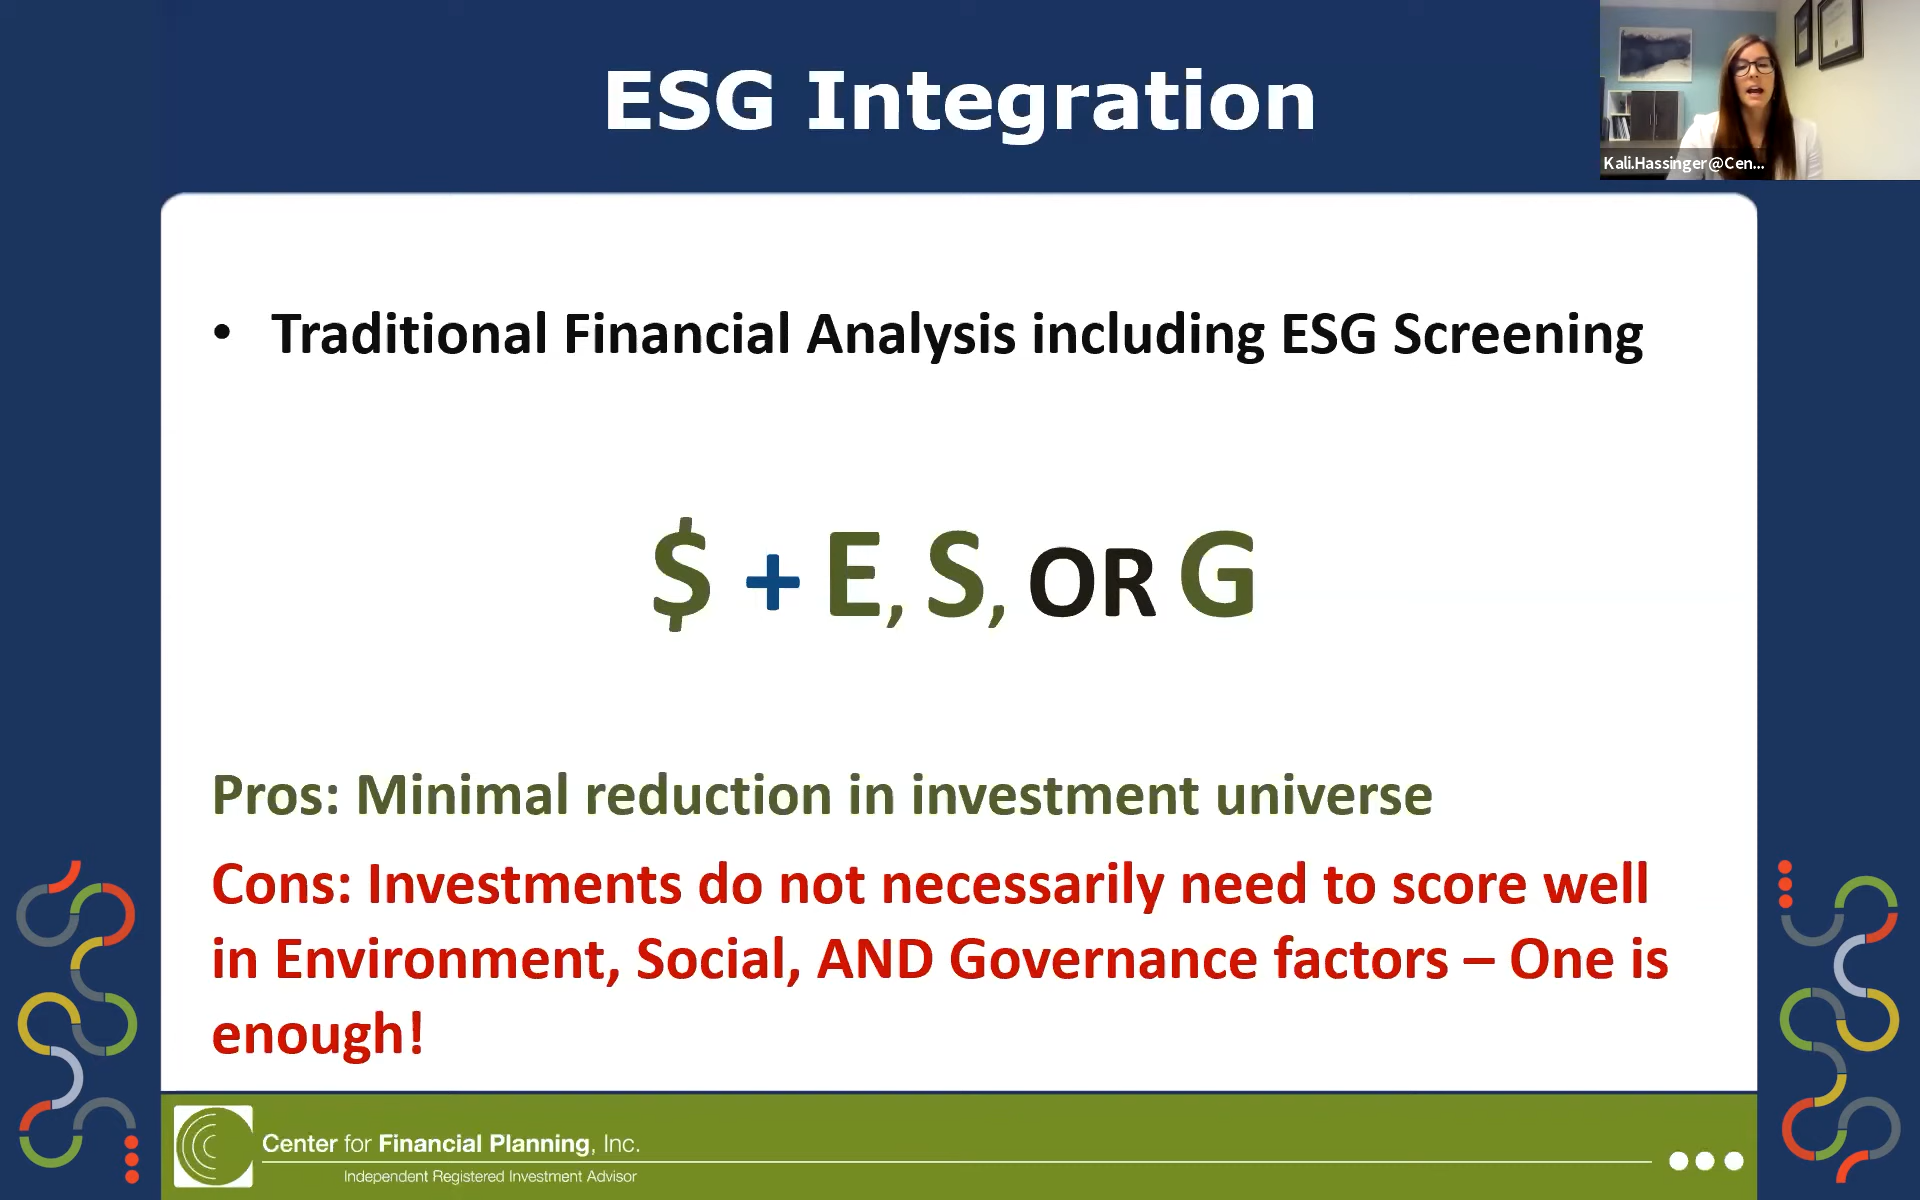 ESG Integration
Kali.Hassinger@Cen...
• Traditional Financial Analysis including ESG Screening
$ + E, S, OR G
Pros: Minimal reduction in investment universe
Cons: Investments do not necessarily need to score well
in Environment, Social, AND Governance factors – One is
enough!
Center for Financial Planning, Inc.
Independent Registered Investment Advisor